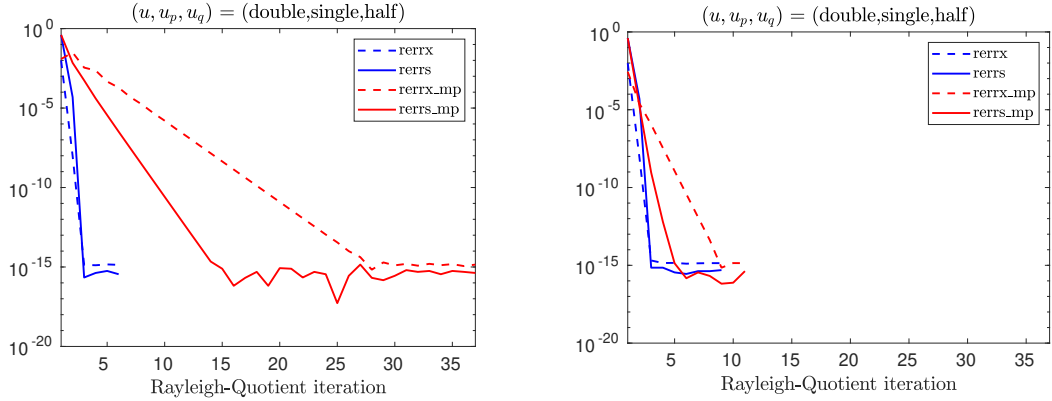 (u, u_p, u_q) = (double,single,half)
10^0
10^-5
10^-10
10^-15
10^-20
rerrx
rerrs
rerrx_mp
rerrs_mp
5 10 15 20 25 30 35
Rayleigh-Quotient iteration
(u, u_p, u_q) = (double,single,half)
10^0
10^-5
10^-10
10^-15
10^-20
rerrx
rerrs
rerrx_mp
rerrs_mp
5 10 15 20 25 30 35
Rayleigh-Quotient iteration